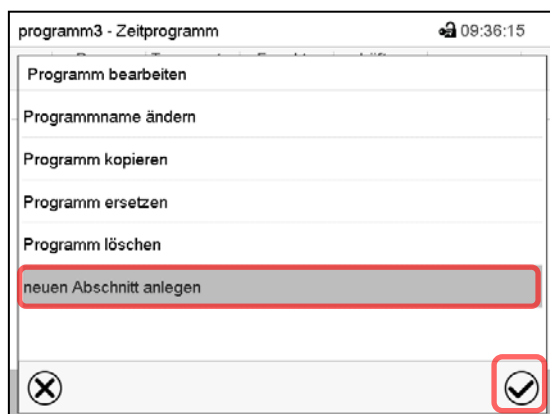 programm3 - Zeitprogramm 09:36:15
Programm bearbeiten
Programmname ändern
Programm kopieren
Programm ersetzen
Programm löschen
neuen Abschnitt anlegen